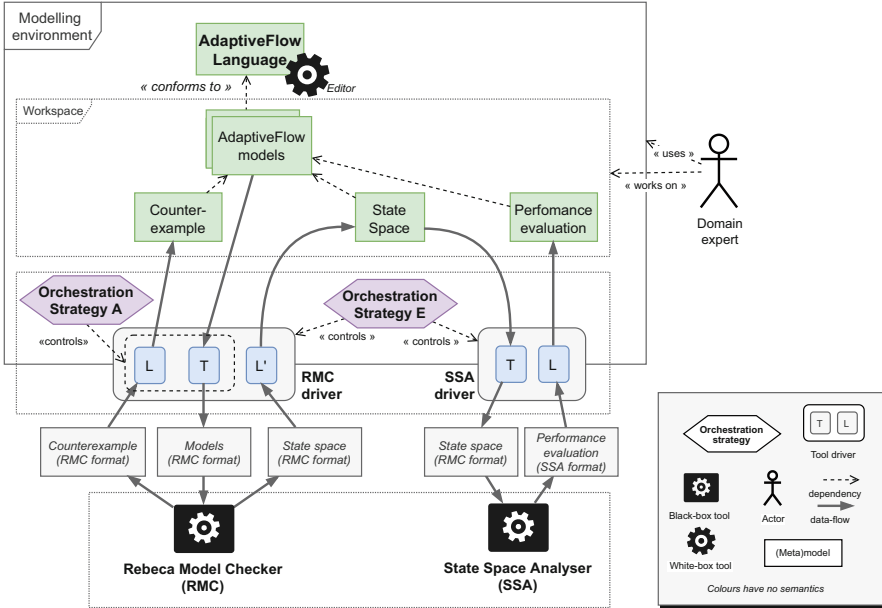 Modelling
environment
AdaptiveFlow
Language
Editor
« conforms to »
Workspace
AdaptiveFlow
models
Counter-
example
State
Space
Perfomance
evaluation
« uses »
« works on »
Domain
expert
Orchestration
Strategy A
Orchestration
Strategy E
«controls»
« controls »
« controls »
L
T
L'
RMC
driver
SSA
driver
T
L
Counterexample
(RMC format)
Models
(RMC format)
State space
(RMC format)
State space
(RMC format)
Performance
evaluation
(SSA format)
Rebeca Model Checker
(RMC)
State Space Analyser
(SSA)
Orchestration
strategy
T
L
Tool driver
Black-box tool
Actor
dependency
data-flow
White-box tool
(Meta)model
Colours have no semantics